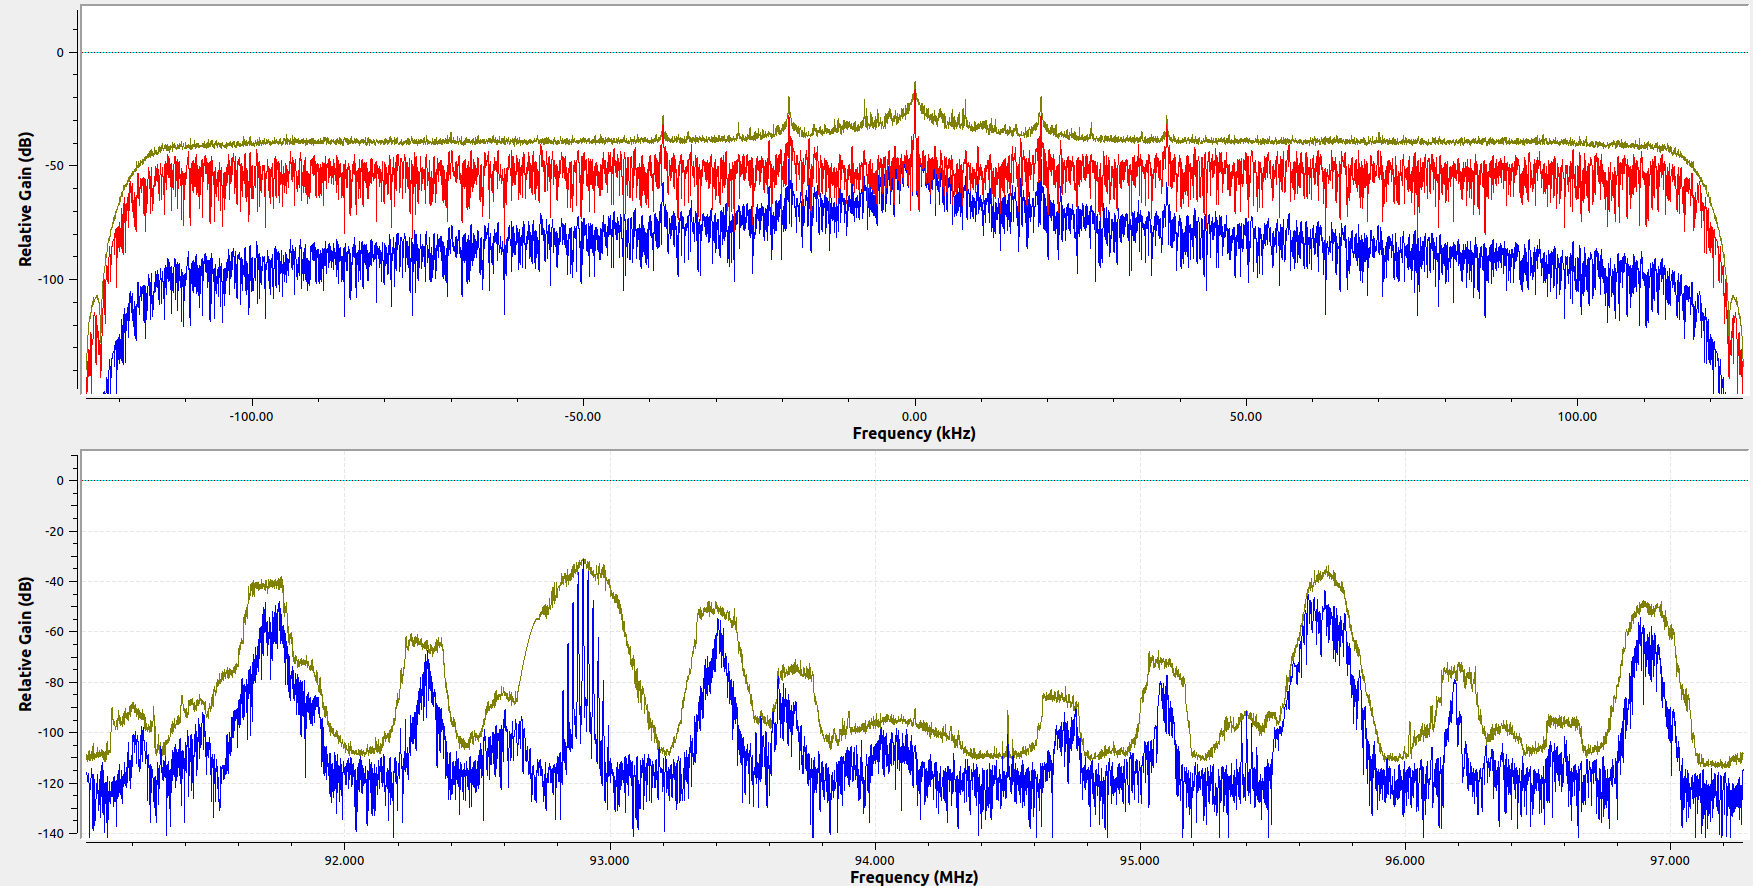 0
-50
-100
Relative Gain (dB)
-100.00 -50.00 0.00 50.00 100.00
Frequency (kHz)
0
-20
-40
-60
-80
-100
-120
-140
Relative Gain (dB)
92.000 93.000 94.000 95.000 96.000 97.000
Frequency (MHz)